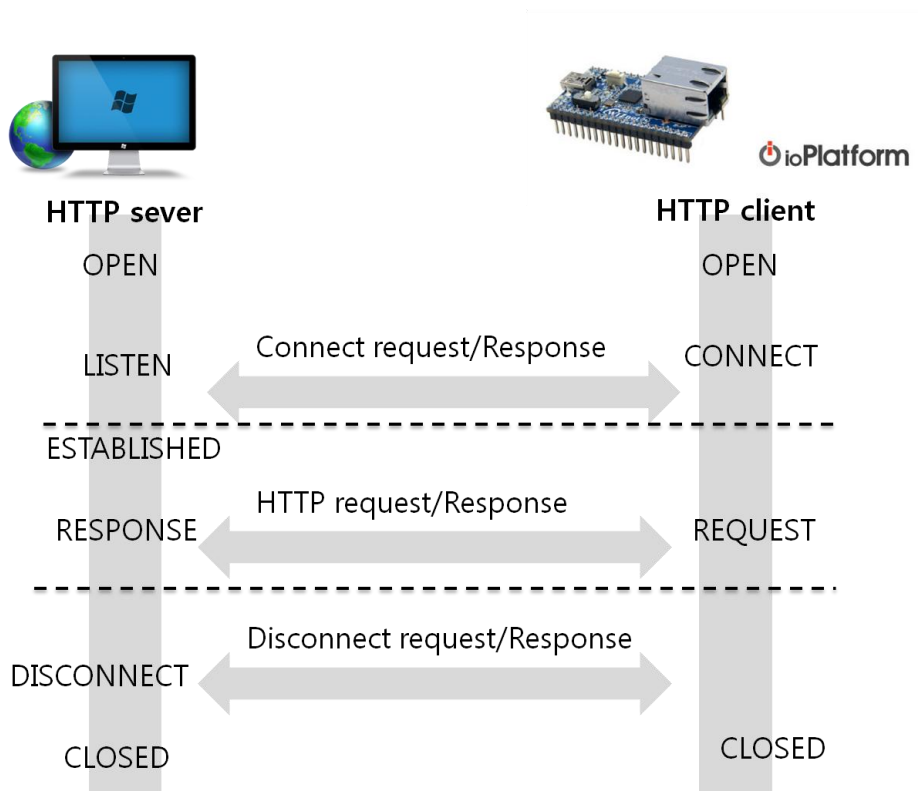 ioPlatform
HTTP sever
HTTP client
OPEN
OPEN
Connect request/Response
LISTEN
CONNECT
ESTABLISHED
HTTP request/Response
RESPONSE
REQUEST
Disconnect request/Response
DISCONNECT
CLOSED
CLOSED